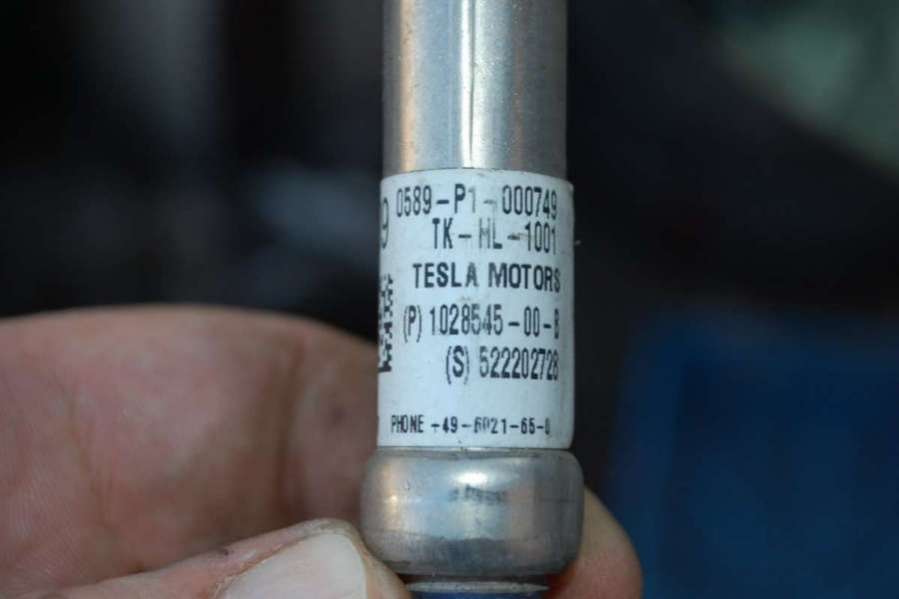 0589-P1-000749
TK-HL-1001
TESLA MOTORS
(P) 1028545-00-B
(S) 522202728
PHONE +49-6021-65-0